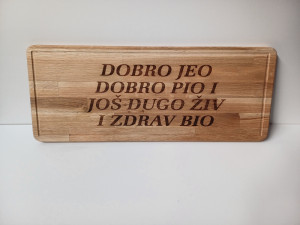 DOBRO JEO
DOBRO PIO I
JOŠ DUGO ŽIV
I ZDRAV BIO